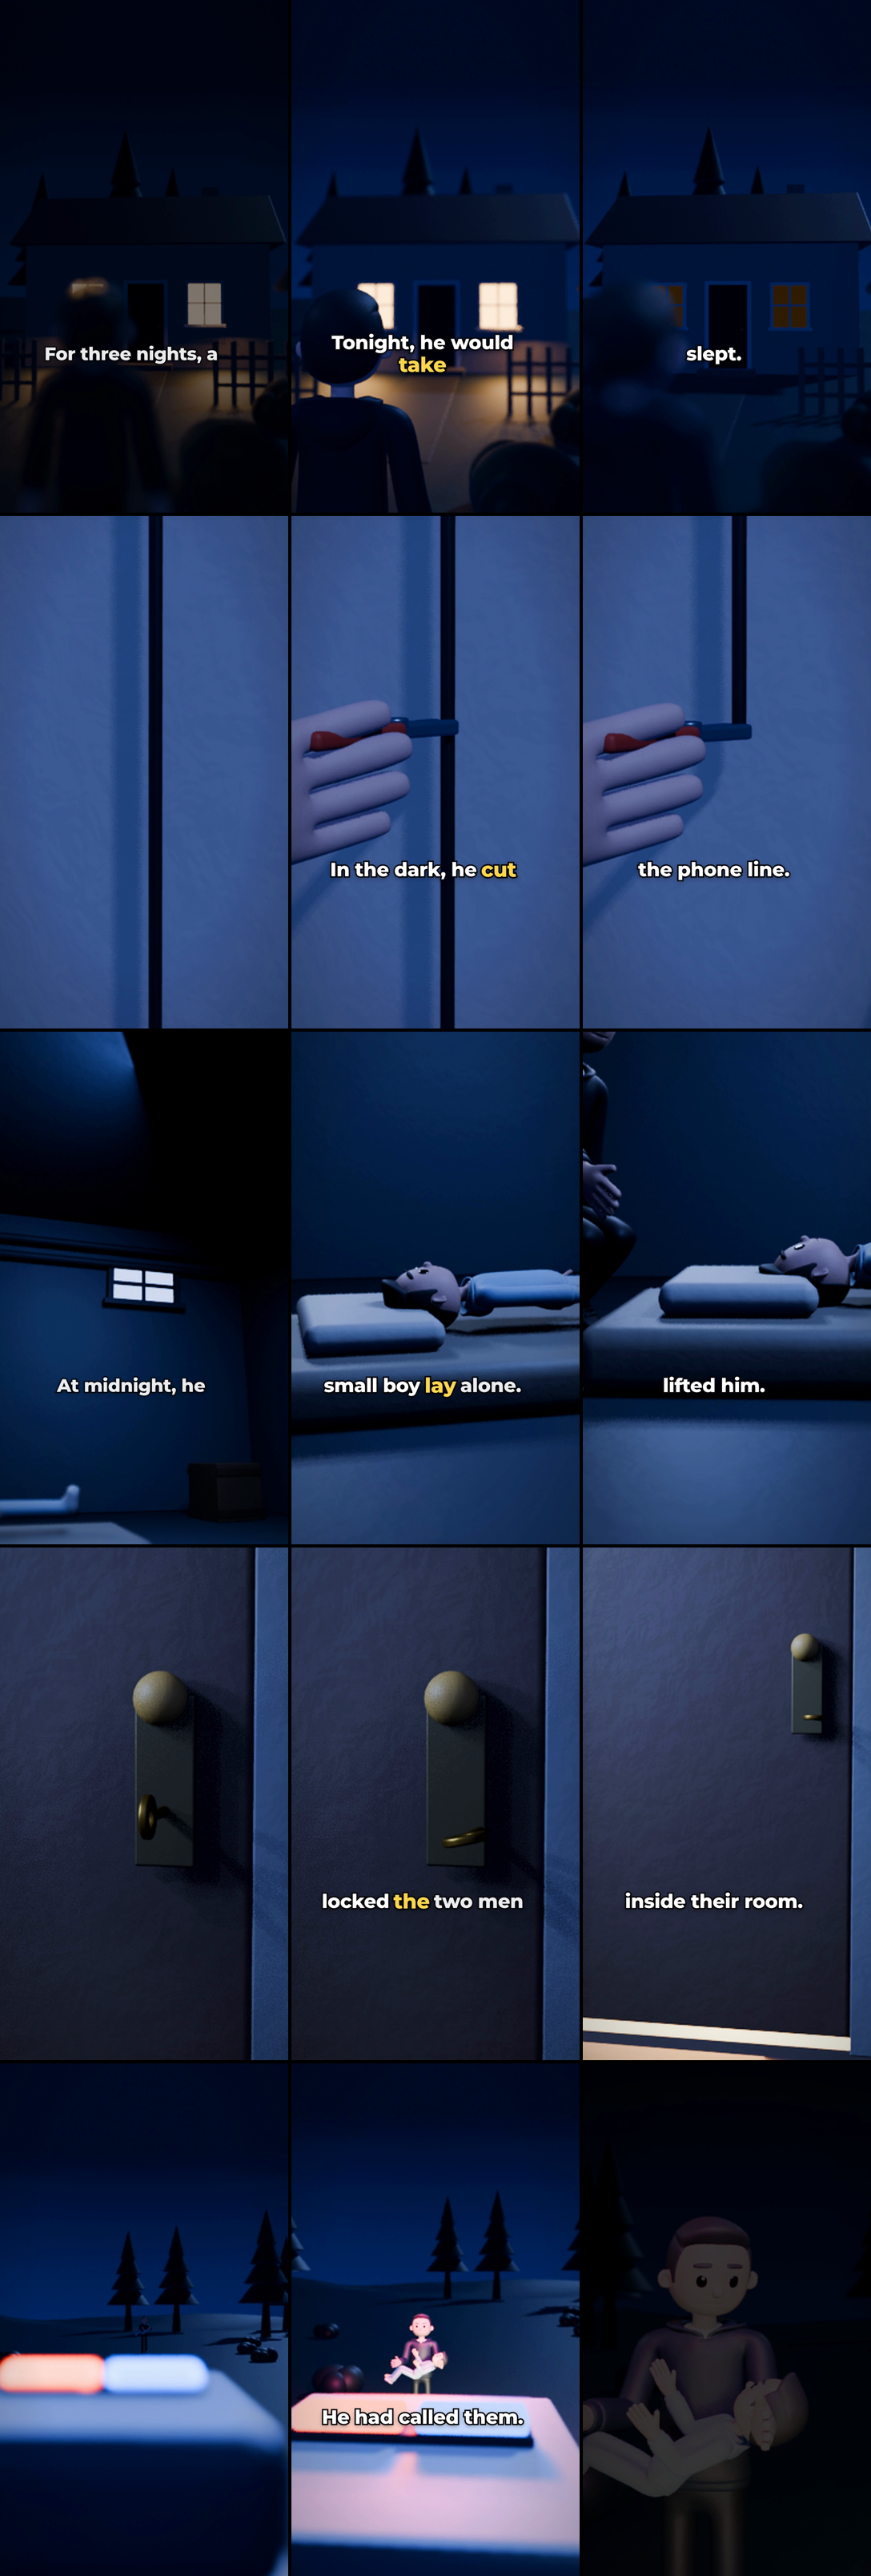 For three nights, a
Tonight, he would
take
slept.
In the dark, he cut
the phone line.
At midnight, he
small boy lay alone.
lifted him.
locked the two men
inside their room.
He had called them.